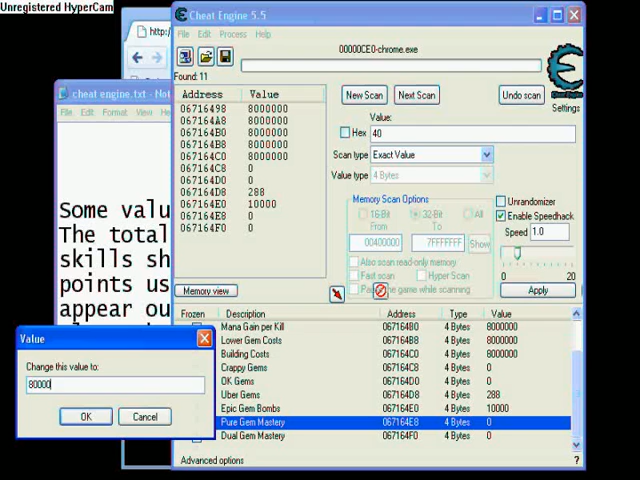 Unregistered HyperCam
http:/
Cheat Engine 5.5
File Edit Process Help
00000CE0-chrome.exe
Found: 11
Address Value
06716498 8000000
067164A8 8000000
067164B0 8000000
067164B8 8000000
067164C0 8000000
067164C8 0
067164D0 0
067164D8 288
067164E0 10000
067164E8 0
067164F0 0
New Scan Next Scan Undo scan
Settings
Value:
Hex 40
Scan type Exact Value
Value type 4 Bytes
Memory Scan Options
16-Bit 32-Bit All
From To
00400000 7FFFFFFF Show
Also scan read-only memory
Fast scan Hyper Scan
the game while scanning
Unrandomizer
Enable Speedhack
Speed 1.0
0 20
Apply
Memory view
cheat engine.txt - Not
File Edit Format View
Some valu
The total
skills sh
points us
appear ou
Frozen Description Address Type Value
Mana Gain per Kill 067164B0 4 Bytes 8000000
Lower Gem Costs 067164B8 4 Bytes 8000000
Building Costs 067164C0 4 Bytes 8000000
Crappy Gems 067164C8 4 Bytes 0
OK Gems 067164D0 4 Bytes 0
Uber Gems 067164D8 4 Bytes 288
Epic Gem Bombs 067164E0 4 Bytes 10000
Pure Gem Mastery 067164E8 4 Bytes 0
Dual Gem Mastery 067164F0 4 Bytes 0
Advanced options ?
Value
Change this value to:
80000
OK Cancel